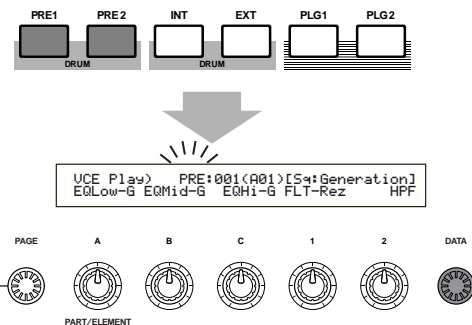 PRE1 PRE2 INT EXT PLG1 PLG2
DRUM DRUM
VCE Play) PRE:001(A01)[Sq:Generation]
EQLow-G EQMid-G EQHi-G FLT-Rez HPF
PAGE A B C 1 2 DATA
PART/ELEMENT